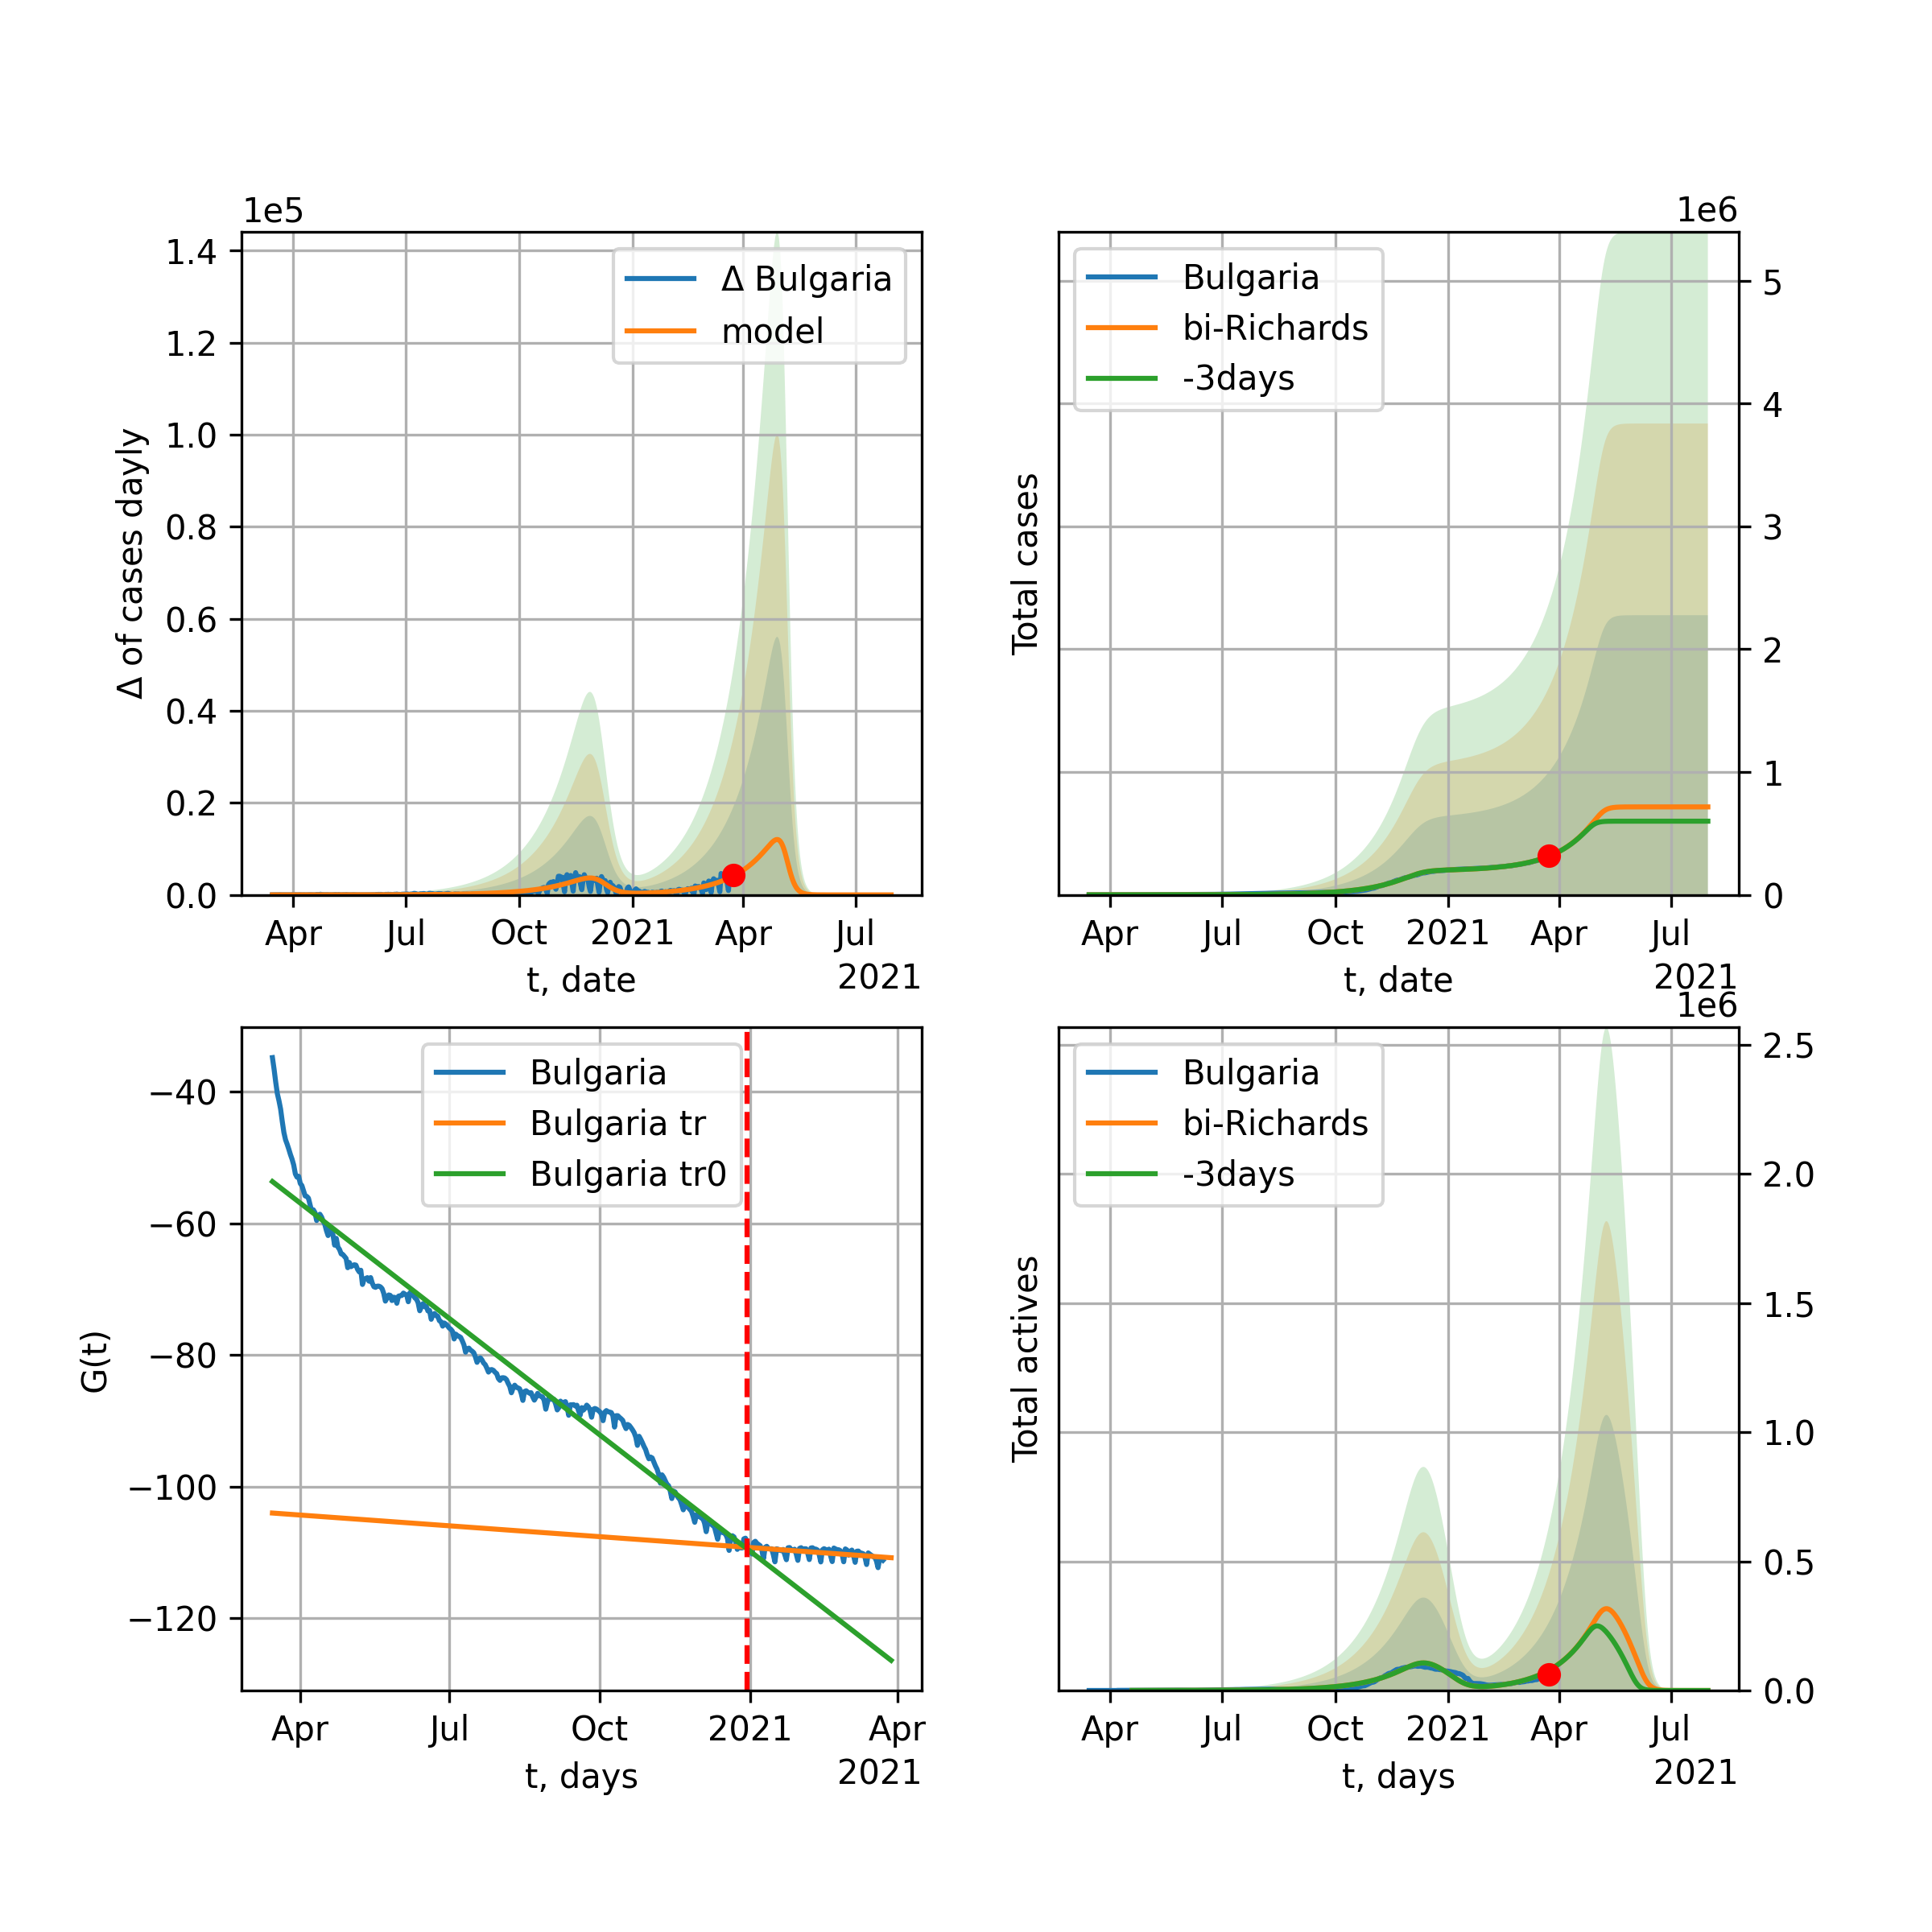 1e5
1.4
1.2
1.0
0.8
0.6
0.4
0.2
0.0
Δ of cases dayly
Δ Bulgaria
model
Apr Jul Oct 2021 Apr Jul
t, date
2021
1e6
5
4
3
2
1
0
Total cases
Bulgaria
bi-Richards
-3days
Apr Jul Oct 2021 Apr Jul
t, date
2021
−40
−60
−80
−100
−120
G(t)
Bulgaria
Bulgaria tr
Bulgaria tr0
Apr Jul Oct 2021 Apr
t, days
2021
1e6
2.5
2.0
1.5
1.0
0.5
0.0
Total actives
Bulgaria
bi-Richards
-3days
Apr Jul Oct 2021 Apr Jul
t, days
2021